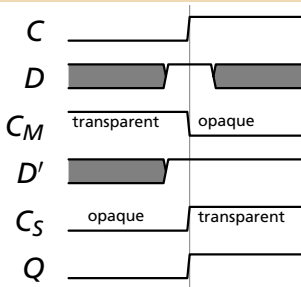 C
D
C_M
transparent opaque
D'
C_S
opaque transparent
Q